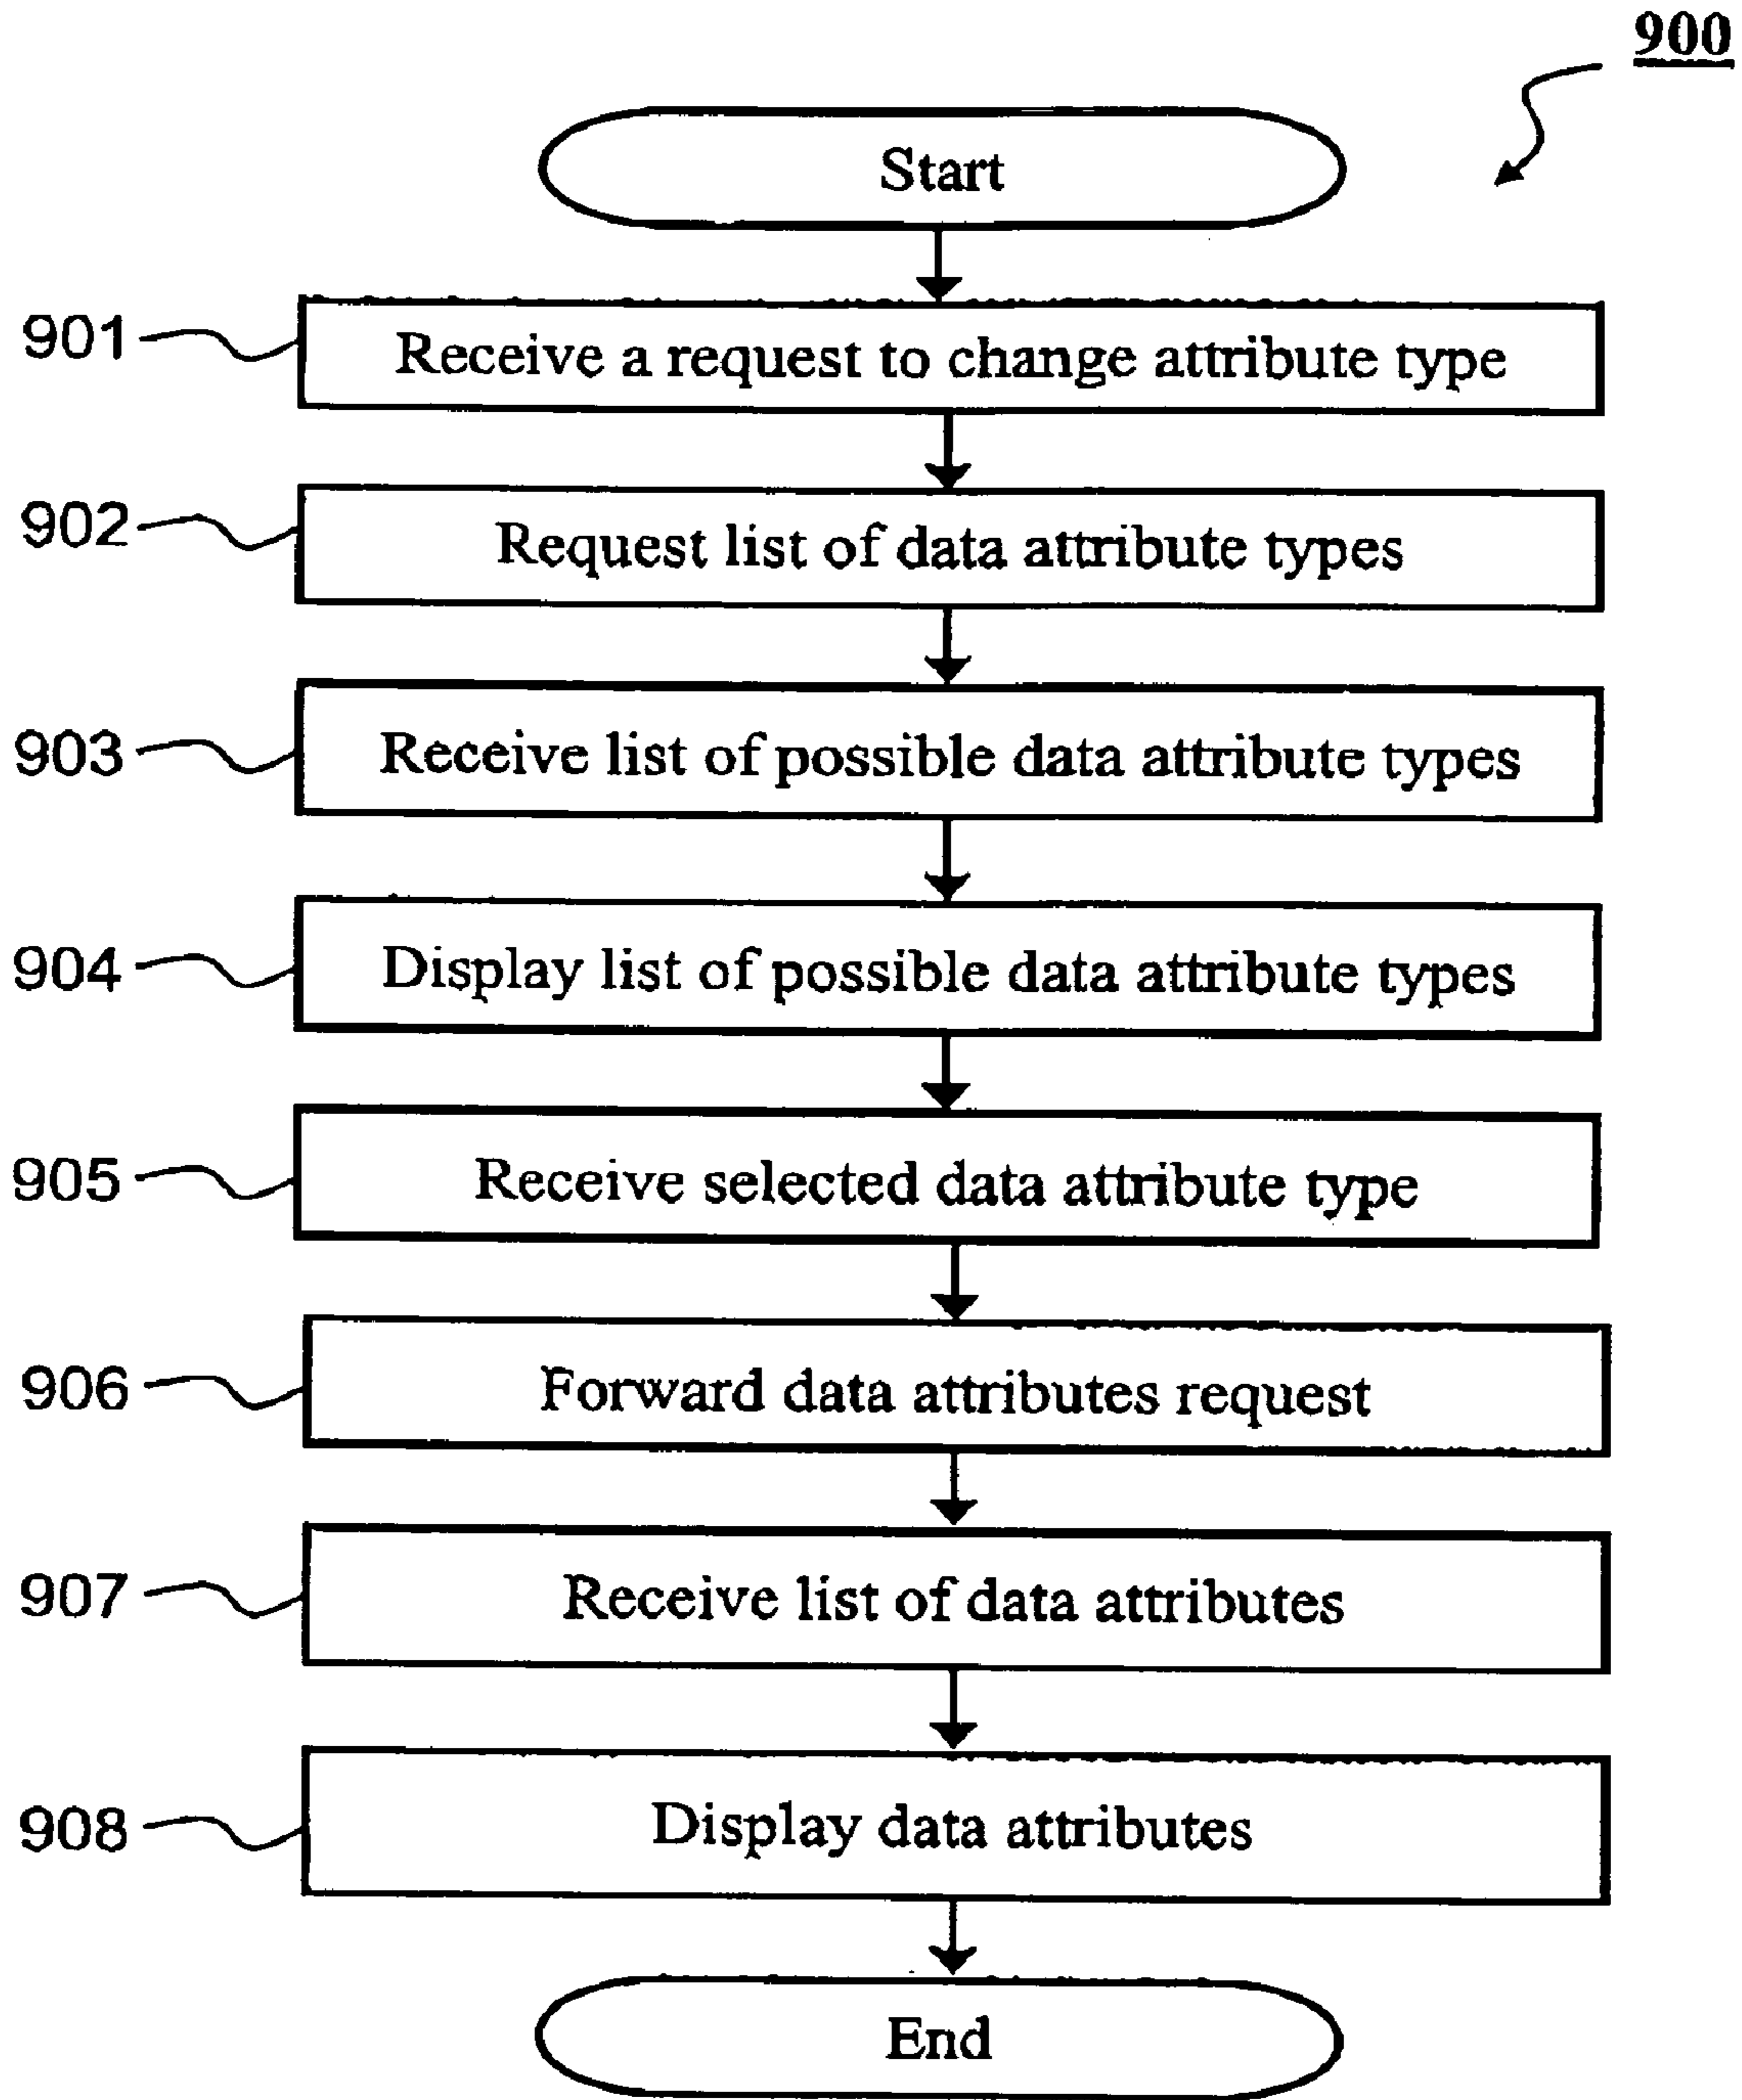 900
Start
901 Receive a request to change attribute type
902 Request list of data attribute types
903 Receive list of possible data attribute types
904 Display list of possible data attribute types
905 Receive selected data attribute type
906 Forward data attributes request
907 Receive list of data attributes
908 Display data attributes
End